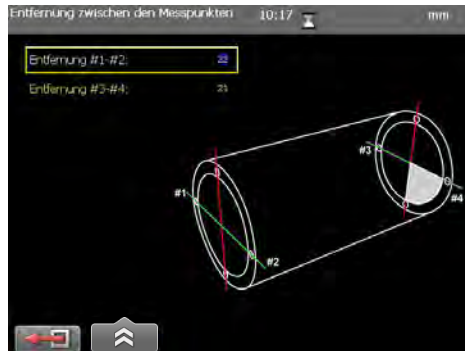 Entfernung zwischen den Messpunkten 10:17 mm
Entfernung #1-#2: 22
Entfernung #3-#4: 21
#3
#4
#1
#2